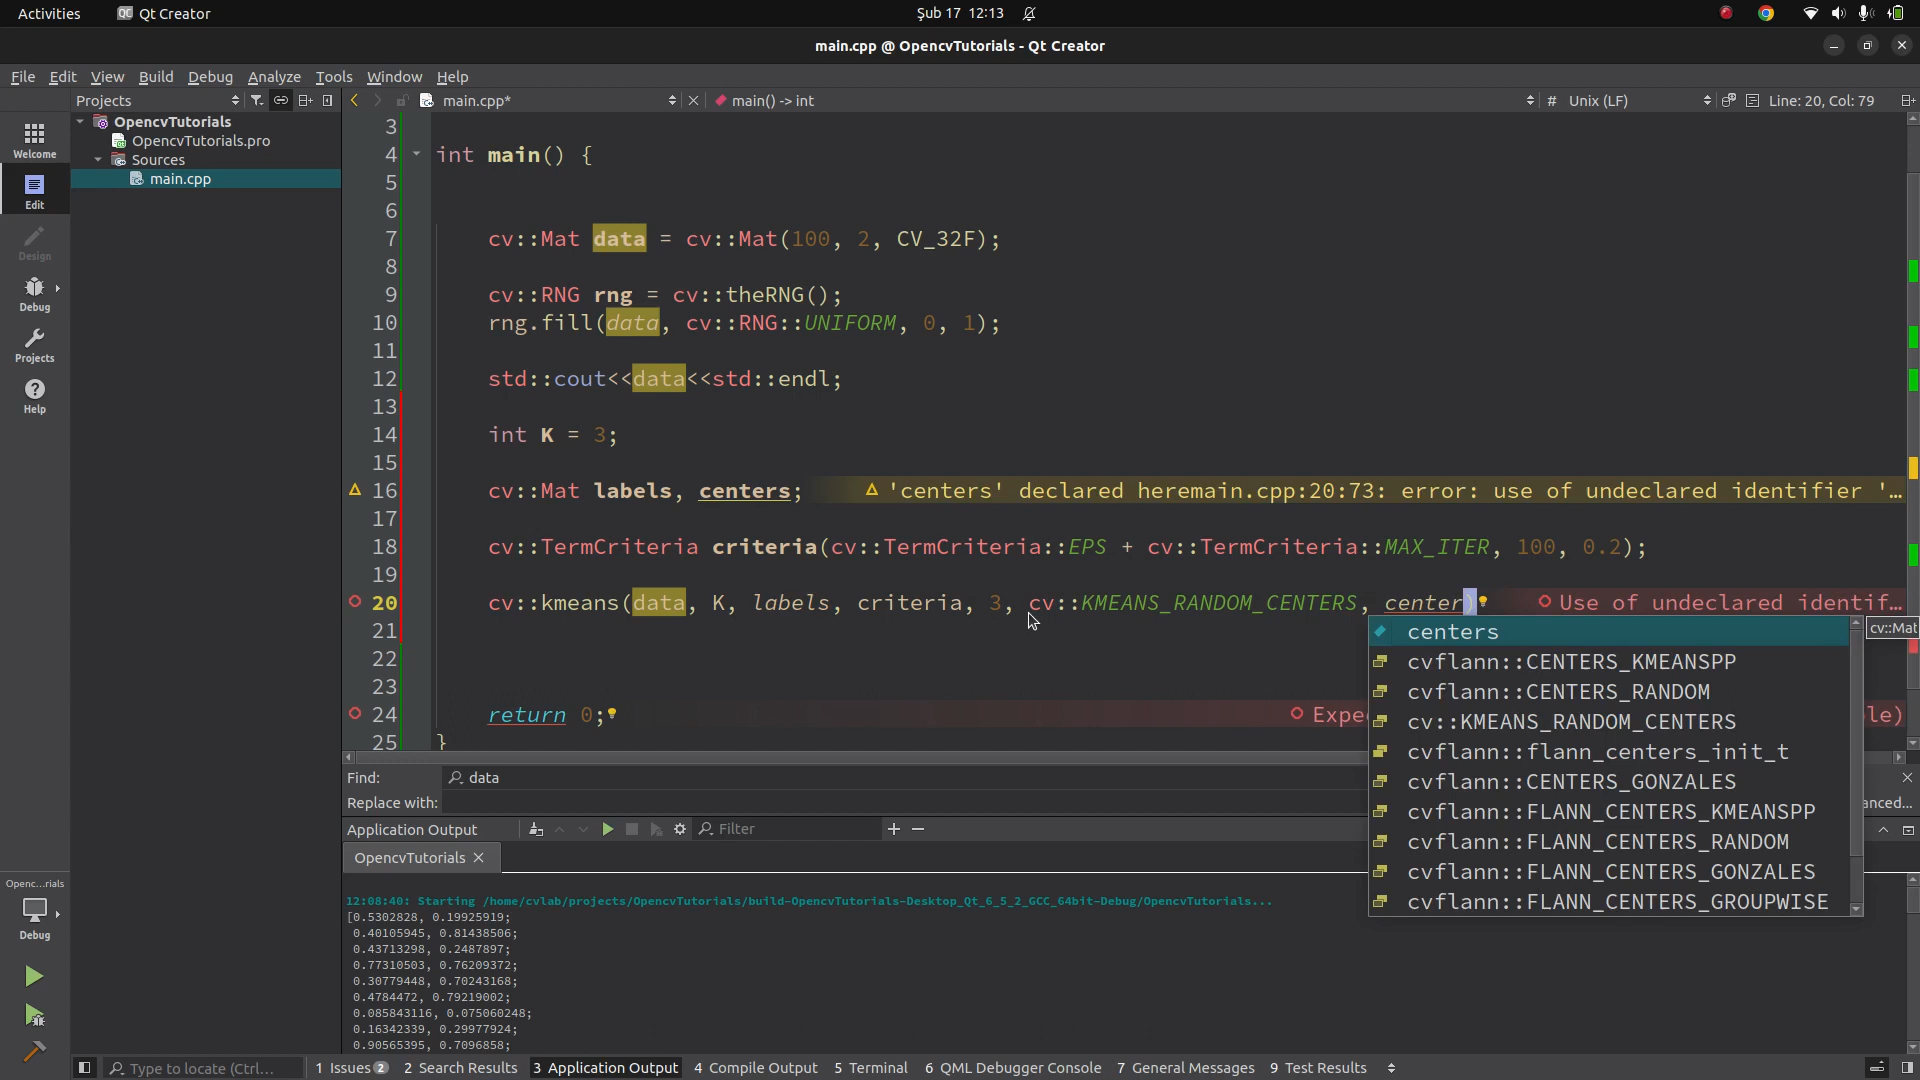 Activities Qt Creator Şub 17 12:13
main.cpp @ OpencvTutorials - Qt Creator
File Edit View Build Debug Analyze Tools Window Help
Projects main.cpp* main() -> int # Unix (LF) Line: 20, Col: 79
OpencvTutorials
OpencvTutorials.pro
Sources
main.cpp
Welcome
Edit
Design
Debug
Projects
Help
3
4 int main() {
5
6
7 cv::Mat data = cv::Mat(100, 2, CV_32F);
8
9 cv::RNG rng = cv::theRNG();
10 rng.fill(data, cv::RNG::UNIFORM, 0, 1);
11
12 std::cout<<data<<std::endl;
13
14 int K = 3;
15
16 cv::Mat labels, centers; 'centers' declared heremain.cpp:20:73: error: use of undeclared identifier '…
17
18 cv::TermCriteria criteria(cv::TermCriteria::EPS + cv::TermCriteria::MAX_ITER, 100, 0.2);
19
20 cv::kmeans(data, K, labels, criteria, 3, cv::KMEANS_RANDOM_CENTERS, center) Use of undeclared identif…
21
22
23
24 return 0; Expe le)
25 }
centers cv::Mat
cvflann::CENTERS_KMEANSPP
cvflann::CENTERS_RANDOM
cv::KMEANS_RANDOM_CENTERS
cvflann::flann_centers_init_t
cvflann::CENTERS_GONZALES
cvflann::FLANN_CENTERS_KMEANSPP
cvflann::FLANN_CENTERS_RANDOM
cvflann::FLANN_CENTERS_GONZALES
cvflann::FLANN_CENTERS_GROUPWISE
Find: data
Replace with: anced...
Application Output Filter
OpencvTutorials
12:08:40: Starting /home/cvlab/projects/OpencvTutorials/build-OpencvTutorials-Desktop_Qt_6_5_2_GCC_64bit-Debug/OpencvTutorials...
[0.5302828, 0.19925919;
0.40105945, 0.81438506;
0.43713298, 0.2487897;
0.77310503, 0.76209372;
0.30779448, 0.70243168;
0.4784472, 0.79219002;
0.085843116, 0.075060248;
0.16342339, 0.29977924;
0.90565395, 0.7096858;
Openc...rials
Debug
Type to locate (Ctrl... 1 Issues 2 2 Search Results 3 Application Output 4 Compile Output 5 Terminal 6 QML Debugger Console 7 General Messages 9 Test Results